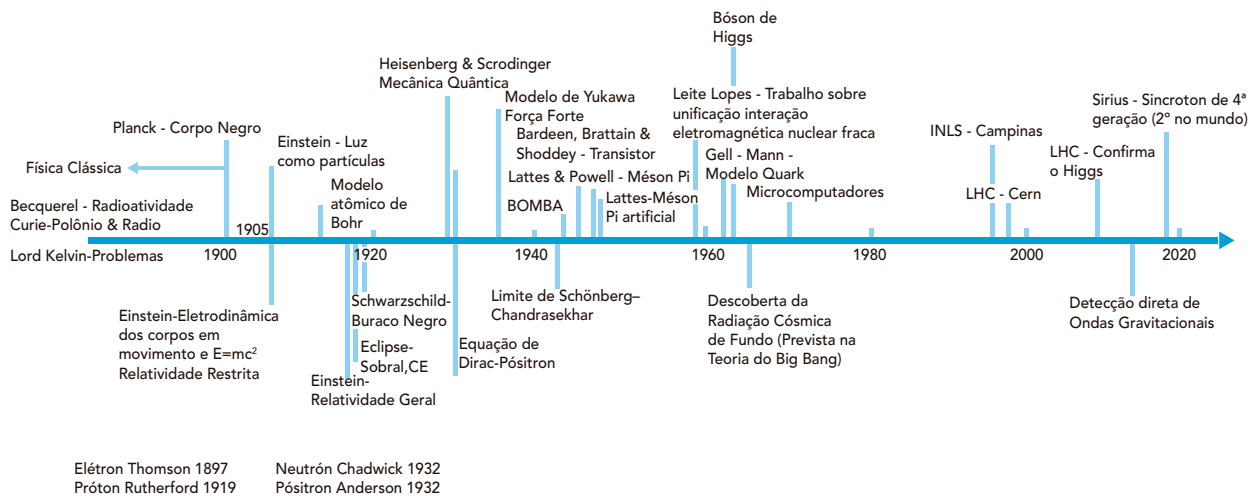 Bóson de
Higgs
Heisenberg & Scrodinger
Mecânica Quântica
Modelo de Yukawa
Força Forte
Leite Lopes - Trabalho sobre
unificação interação
eletromagnética nuclear fraca
Sirius - Sincroton de 4ª
geração (2º no mundo)
Planck - Corpo Negro
Einstein - Luz
como partículas
Bardeen, Brattain &
Shoddey - Transistor
INLS - Campinas
Física Clássica
Gell - Mann -
Modelo Quark
LHC - Confirma
o Higgs
Modelo
atômico de
Bohr
Lattes & Powell - Méson Pi
Microcomputadores
LHC - Cern
Becquerel - Radioatividade
Curie-Polônio & Radio
BOMBA
Lattes-Méson
Pi artificial
1905
Lord Kelvin-Problemas
1900
1920
1940
1960
1980
2000
2020
Einstein-Eletrodinâmica
dos corpos em
movimento e E=mc²
Relatividade Restrita
Schwarzschild-
Buraco Negro
Eclipse-
Sobral,CE
Einstein-
Relatividade Geral
Equação de
Dirac-Pósitron
Limite de Schönberg–
Chandrasekhar
Descoberta da
Radiação Cósmica
de Fundo (Prevista na
Teoria do Big Bang)
Detecção direta de
Ondas Gravitacionais
Elétron Thomson 1897
Próton Rutherford 1919
Neutrón Chadwick 1932
Pósitron Anderson 1932